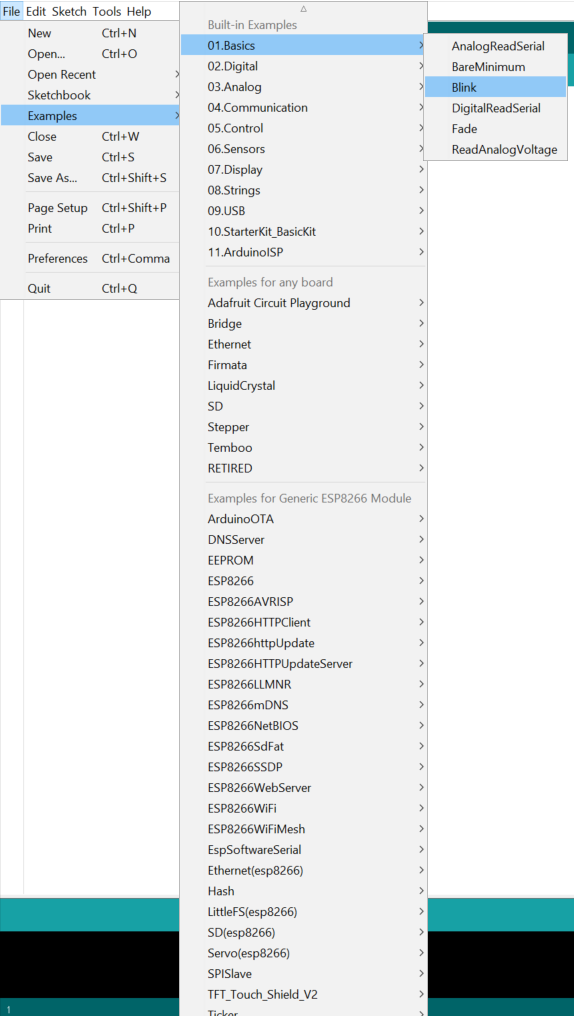 File Edit Sketch Tools Help
New Ctrl+N
Open... Ctrl+O
Open Recent
Sketchbook
Examples
Close Ctrl+W
Save Ctrl+S
Save As... Ctrl+Shift+S
Page Setup Ctrl+Shift+P
Print Ctrl+P
Preferences Ctrl+Comma
Quit Ctrl+Q
Built-in Examples
01.Basics
02.Digital
03.Analog
04.Communication
05.Control
06.Sensors
07.Display
08.Strings
09.USB
10.StarterKit_BasicKit
11.ArduinoISP
Examples for any board
Adafruit Circuit Playground
Bridge
Ethernet
Firmata
LiquidCrystal
SD
Stepper
Temboo
RETIRED
Examples for Generic ESP8266 Module
ArduinoOTA
DNSServer
EEPROM
ESP8266
ESP8266AVRISP
ESP8266HTTPClient
ESP8266httpUpdate
ESP8266HTTPUpdateServer
ESP8266LLMNR
ESP8266mDNS
ESP8266NetBIOS
ESP8266SdFat
ESP8266SSDP
ESP8266WebServer
ESP8266WiFi
ESP8266WiFiMesh
EspSoftwareSerial
Ethernet(esp8266)
Hash
LittleFS(esp8266)
SD(esp8266)
Servo(esp8266)
SPISlave
TFT_Touch_Shield_V2
Ticker
AnalogReadSerial
BareMinimum
Blink
DigitalReadSerial
Fade
ReadAnalogVoltage
1